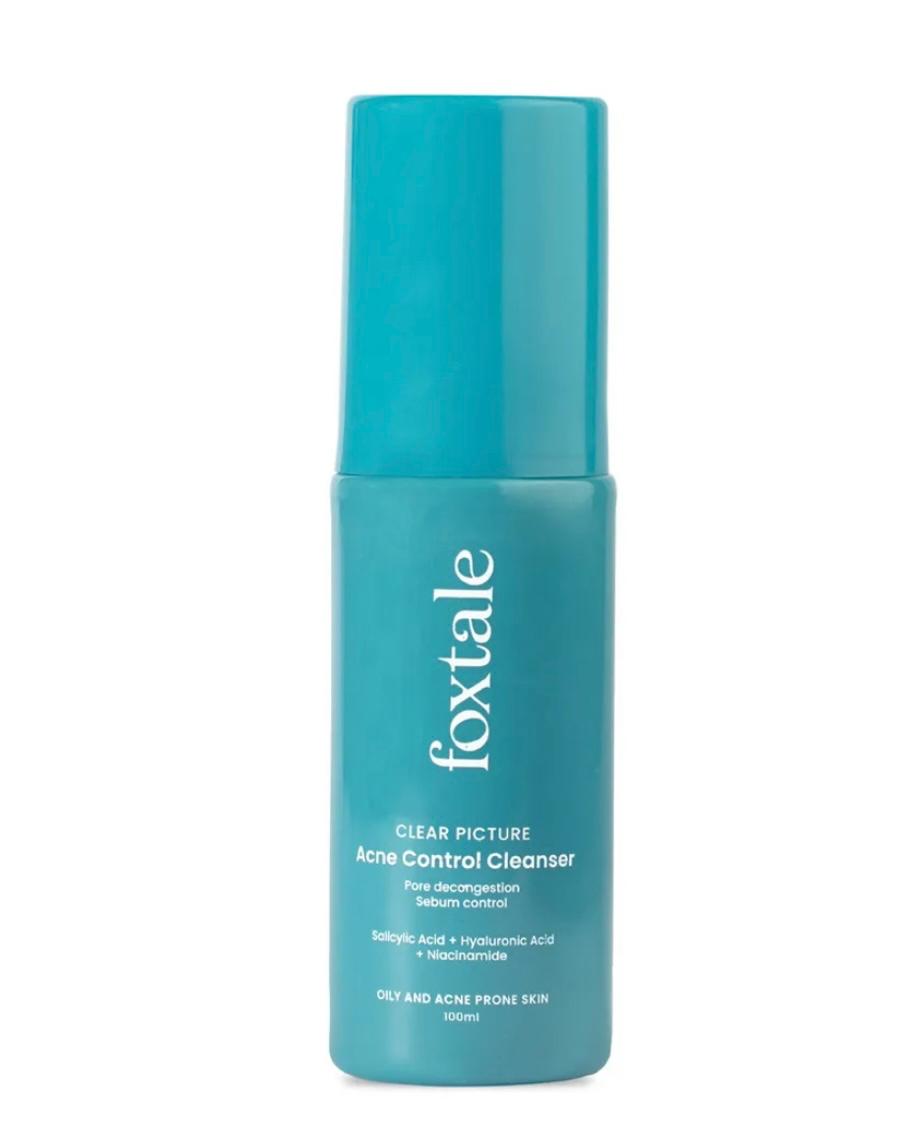 foxtale
CLEAR PICTURE
Acne Control Cleanser
Pore decongestion
Sebum control
Salicylic Acid + Hyaluronic Acid
+ Niacinamide
OILY AND ACNE PRONE SKIN
100ml